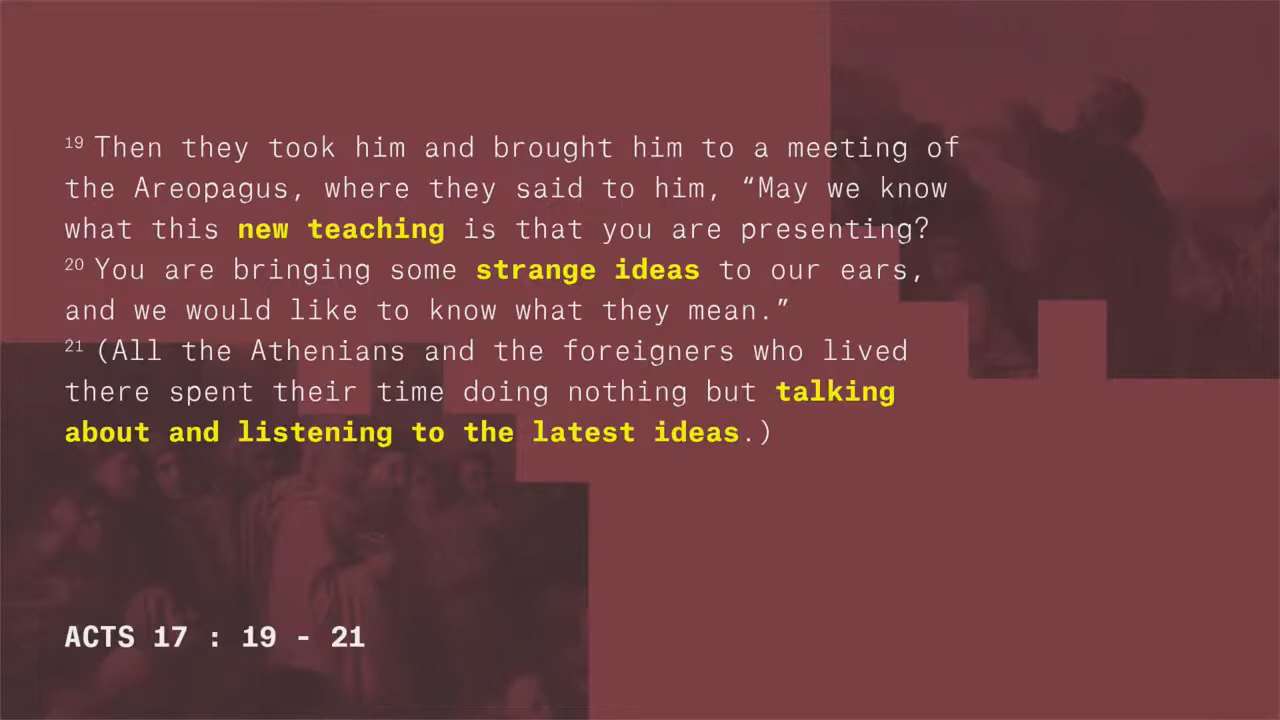 19 Then they took him and brought him to a meeting of
the Areopagus, where they said to him, “May we know
what this new teaching is that you are presenting?
20 You are bringing some strange ideas to our ears,
and we would like to know what they mean.”
21 (All the Athenians and the foreigners who lived
there spent their time doing nothing but talking
about and listening to the latest ideas.)
ACTS 17 : 19 - 21